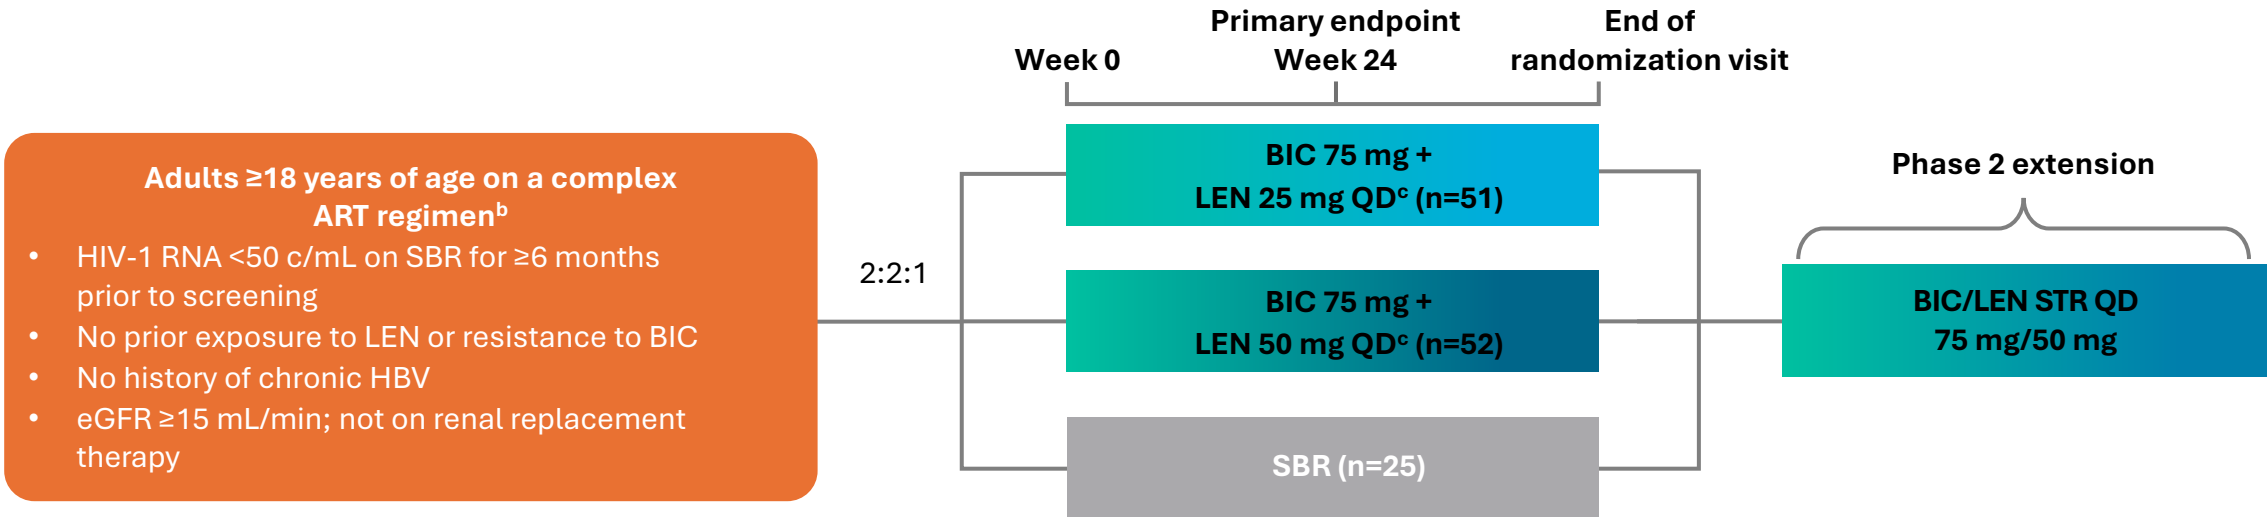 Week 0
Primary endpoint
Week 24
End of
randomization visit
Adults ≥18 years of age on a complex
ART regimenᵇ
• HIV-1 RNA <50 c/mL on SBR for ≥6 months
prior to screening
• No prior exposure to LEN or resistance to BIC
• No history of chronic HBV
• eGFR ≥15 mL/min; not on renal replacement
therapy
2:2:1
BIC 75 mg +
LEN 25 mg QDᶜ (n=51)
BIC 75 mg +
LEN 50 mg QDᶜ (n=52)
SBR (n=25)
Phase 2 extension
BIC/LEN STR QD
75 mg/50 mg